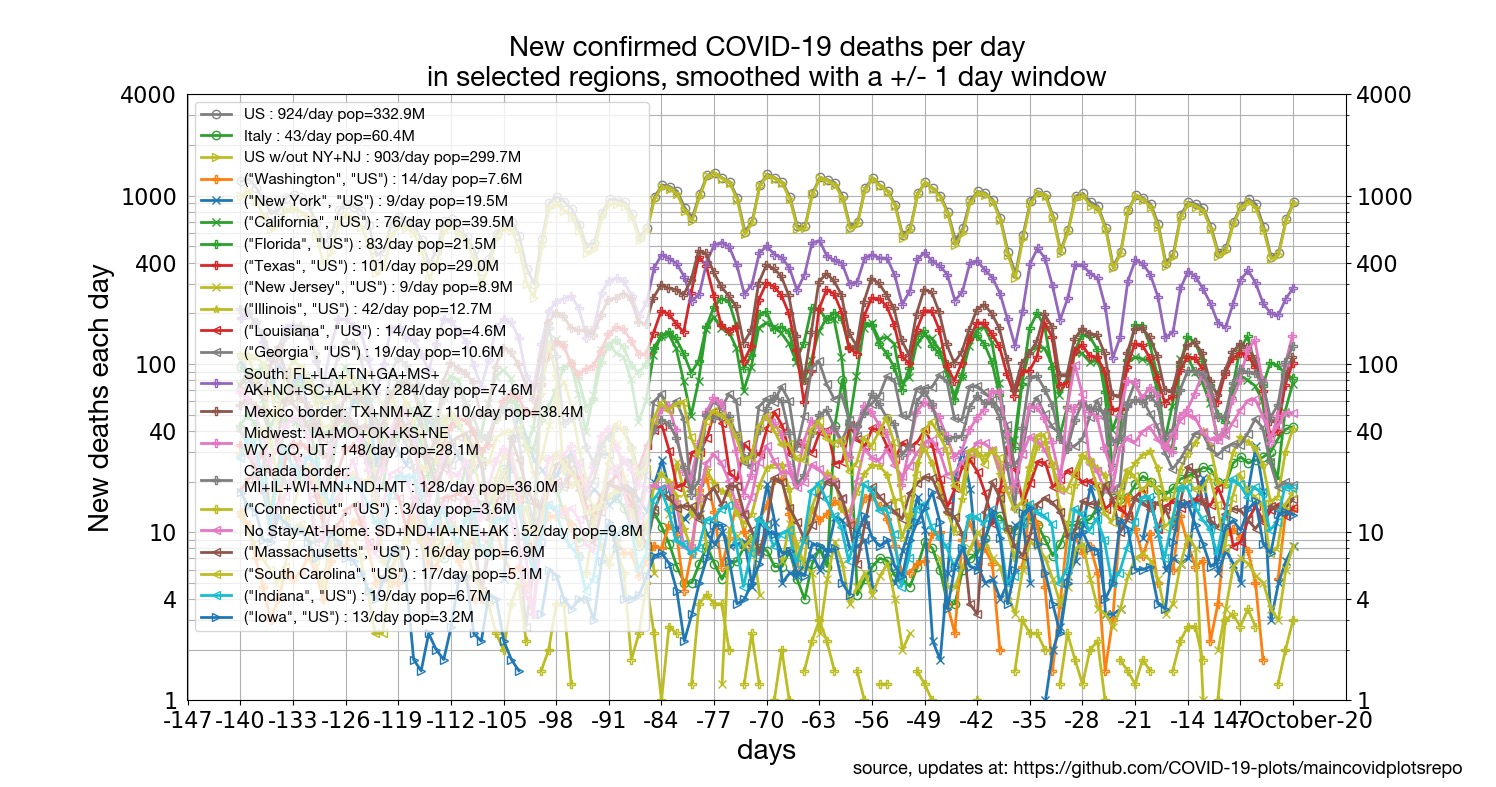 New confirmed COVID-19 deaths per day
in selected regions, smoothed with a +/- 1 day window
4000
1000
400
100
40
10
4
1
New deaths each day
US : 924/day pop=332.9M
Italy : 43/day pop=60.4M
US w/out NY+NJ : 903/day pop=299.7M
("Washington", "US") : 14/day pop=7.6M
("New York", "US") : 9/day pop=19.5M
("California", "US") : 76/day pop=39.5M
("Florida", "US") : 83/day pop=21.5M
("Texas", "US") : 101/day pop=29.0M
("New Jersey", "US") : 9/day pop=8.9M
("Illinois", "US") : 42/day pop=12.7M
("Louisiana", "US") : 14/day pop=4.6M
("Georgia", "US") : 19/day pop=10.6M
South: FL+LA+TN+GA+MS+
AK+NC+SC+AL+KY : 284/day pop=74.6M
Mexico border: TX+NM+AZ : 110/day pop=38.4M
Midwest: IA+MO+OK+KS+NE
WY, CO, UT : 148/day pop=28.1M
Canada border:
MI+IL+WI+MN+ND+MT : 128/day pop=36.0M
("Connecticut", "US") : 3/day pop=3.6M
No Stay-At-Home: SD+ND+IA+NE+AK : 52/day pop=9.8M
("Massachusetts", "US") : 16/day pop=6.9M
("South Carolina", "US") : 17/day pop=5.1M
("Indiana", "US") : 19/day pop=6.7M
("Iowa", "US") : 13/day pop=3.2M
4000
1000
400
100
40
10
4
1
-147 -140 -133 -126 -119 -112 -105 -98 -91 -84 -77 -70 -63 -56 -49 -42 -35 -28 -21 -14 147October-20
days
source, updates at: https://github.com/COVID-19-plots/maincovidplotsrepo